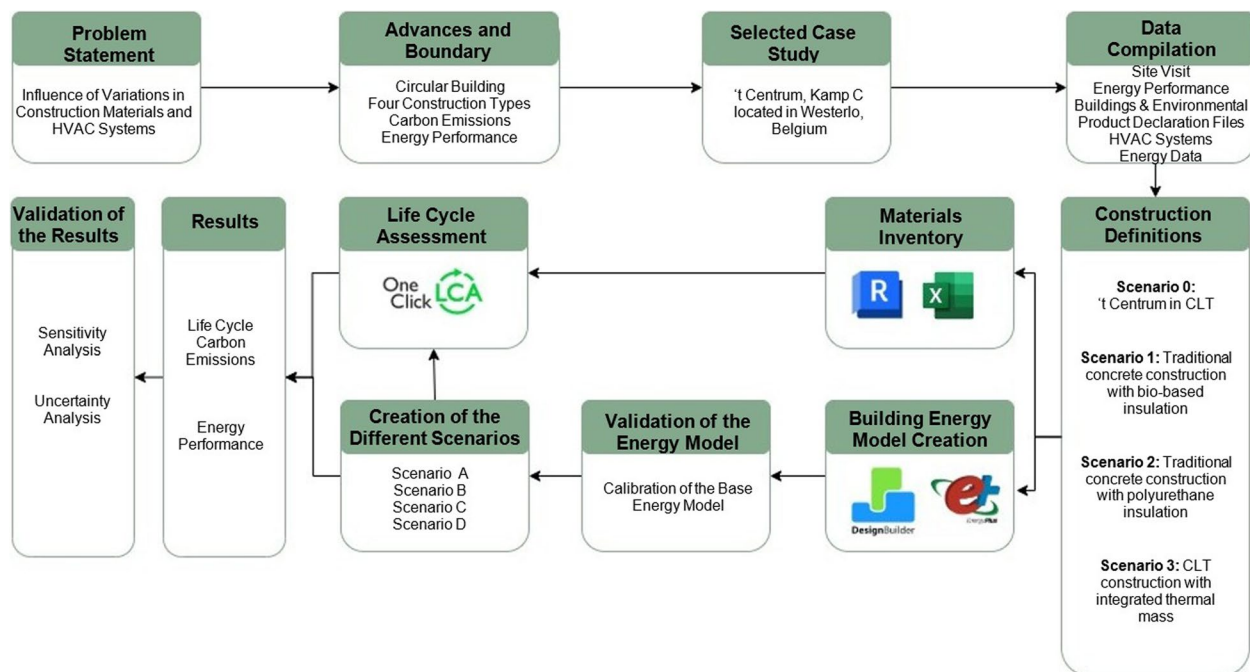 Problem
Statement
Influence of Variations in
Construction Materials and
HVAC Systems
Advances and
Boundary
Circular Building
Four Construction Types
Carbon Emissions
Energy Performance
Selected Case
Study
't Centrum, Kamp C
located in Westerlo,
Belgium
Data
Compilation
Site Visit
Energy Performance
Buildings & Environmental
Product Declaration Files
HVAC Systems
Energy Data
Validation of
the Results
Sensitivity
Analysis
Uncertainty
Analysis
Results
Life Cycle
Carbon
Emissions
Energy
Performance
Life Cycle
Assessment
One
Click LCA
Materials
Inventory
R
X
Construction
Definitions
Scenario 0:
't Centrum in CLT
Scenario 1: Traditional
concrete construction
with bio-based
insulation
Scenario 2: Traditional
concrete construction
with polyurethane
insulation
Scenario 3: CLT
construction with
integrated thermal
mass
Creation of the
Different Scenarios
Scenario A
Scenario B
Scenario C
Scenario D
Validation of the
Energy Model
Calibration of the Base
Energy Model
Building Energy
Model Creation
DesignBuilder
e+
EnergyPlus